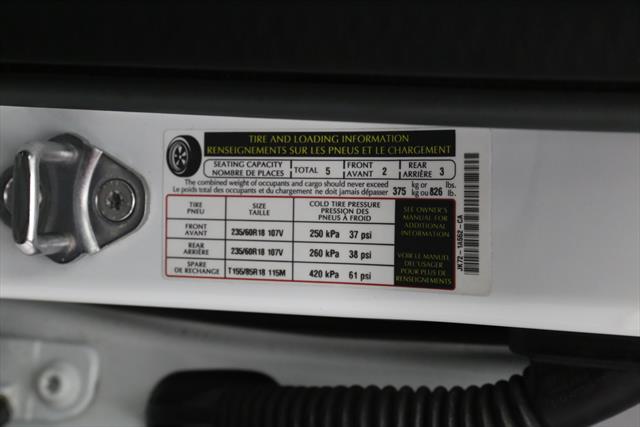 TIRE AND LOADING INFORMATION
RENSEIGNEMENTS SUR LES PNEUS ET LE CHARGEMENT
SEATING CAPACITY
NOMBRE DE PLACES
TOTAL 5
FRONT
AVANT 2
REAR
ARRIÈRE 3
The combined weight of occupants and cargo should never exceed
Le poids total des occupants et du chargement ne doit jamais dépasser
375 kg or
kg ou 826 lbs.
lb.
TIRE
PNEU
SIZE
TAILLE
COLD TIRE PRESSURE
PRESSION DES
PNEUS À FROID
FRONT
AVANT
235/60R18 107V
250 kPa 37 psi
REAR
ARRIÈRE
235/60R18 107V
260 kPa 38 psi
SPARE
DE RECHANGE
T155/85R18 115M
420 kPa 61 psi
SEE OWNER'S
MANUAL FOR
ADDITIONAL
INFORMATION
VOIR LE MANUEL
DE L'USAGER
POUR PLUS DE
RENSEIGNEMENTS
JK72-1A562-CA